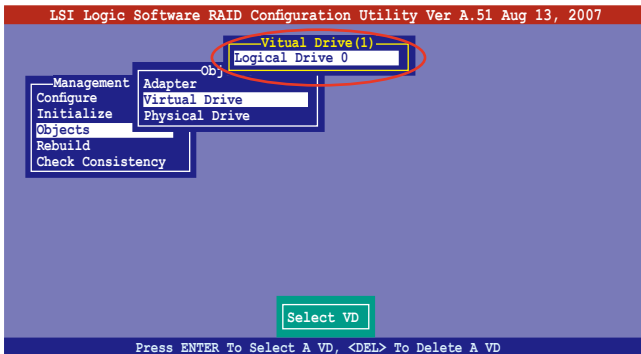 LSI Logic Software RAID Configuration Utility Ver A.51 Aug 13, 2007
Vitual Drive(1)
Logical Drive 0
Obj
Adapter
Virtual Drive
Physical Drive
Management
Configure
Initialize
Objects
Rebuild
Check Consistency
Select VD
Press ENTER To Select A VD, <DEL> To Delete A VD